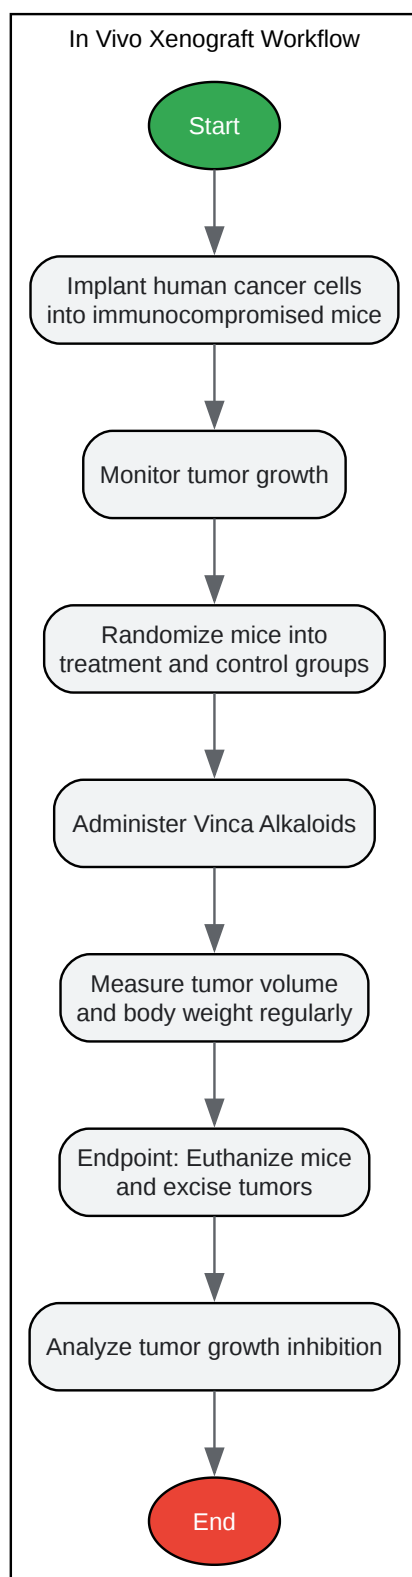 In Vivo Xenograft Workflow
Start
Implant human cancer cells
into immunocompromised mice
Monitor tumor growth
Randomize mice into
treatment and control groups
Administer Vinca Alkaloids
Measure tumor volume
and body weight regularly
Endpoint: Euthanize mice
and excise tumors
Analyze tumor growth inhibition
End